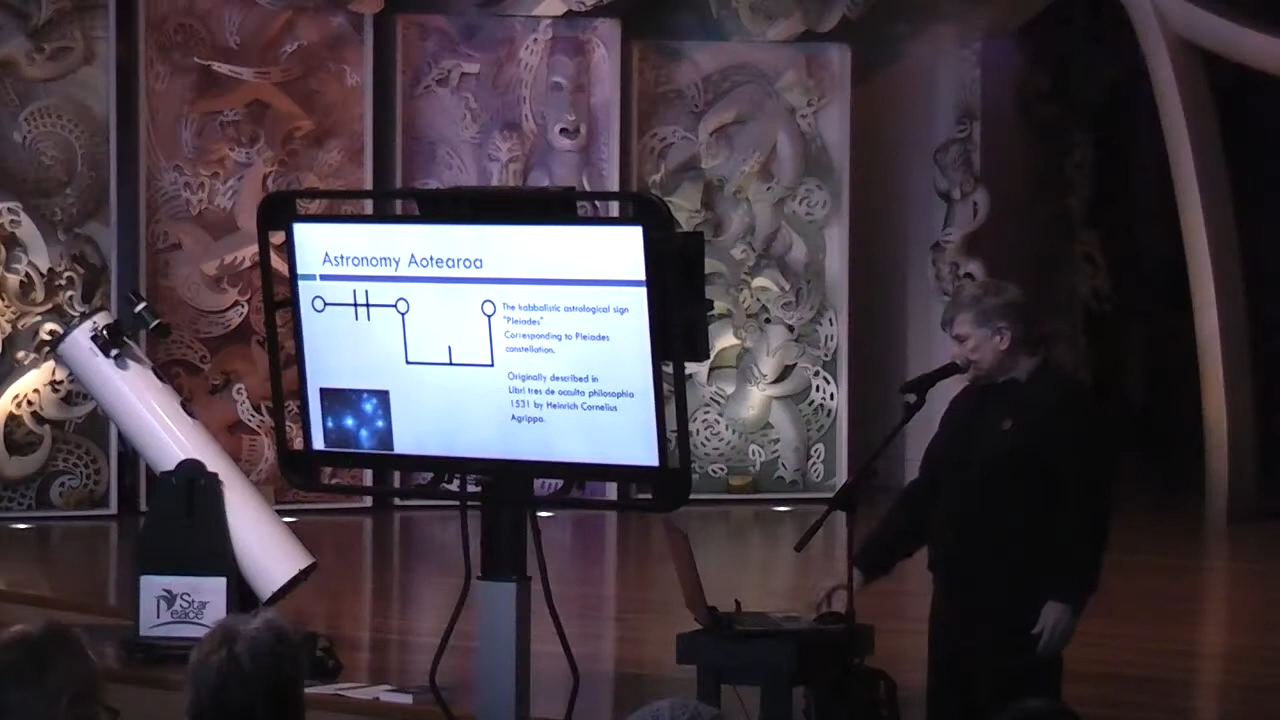 Astronomy Aotearoa
The kabbalistic astrological sign
"Pleiades"
Corresponding to Pleiades
constellation.
Originally described in
Libri tres de occulta philosophia
1531 by Heinrich Cornelius
Agrippa.
Star
Peace